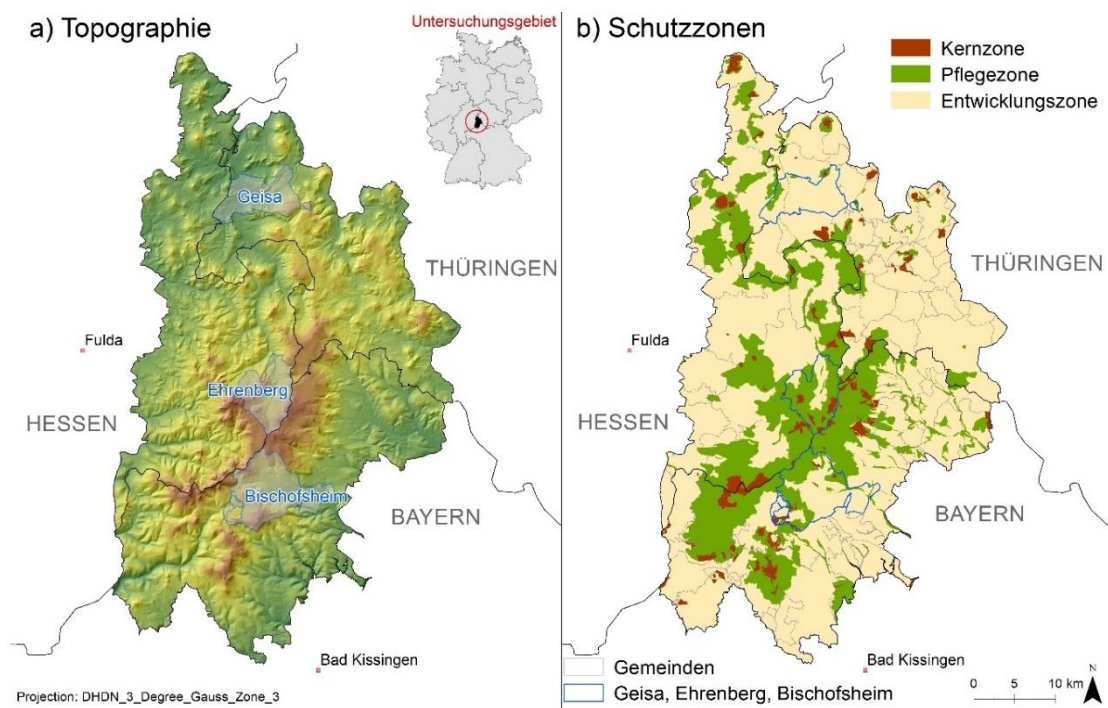 a) Topographie
Untersuchungsgebiet
Geisa
THÜRINGEN
Fulda
Ehrenberg
HESSEN
Bischofsheim
BAYERN
Bad Kissingen
Projection: DHDN_3_Degree_Gauss_Zone_3
b) Schutzzonen
Kernzone
Pflegezone
Entwicklungszone
THÜRINGEN
Fulda
HESSEN
BAYERN
Bad Kissingen
Gemeinden
Geisa, Ehrenberg, Bischofsheim
0 5 10 km
N